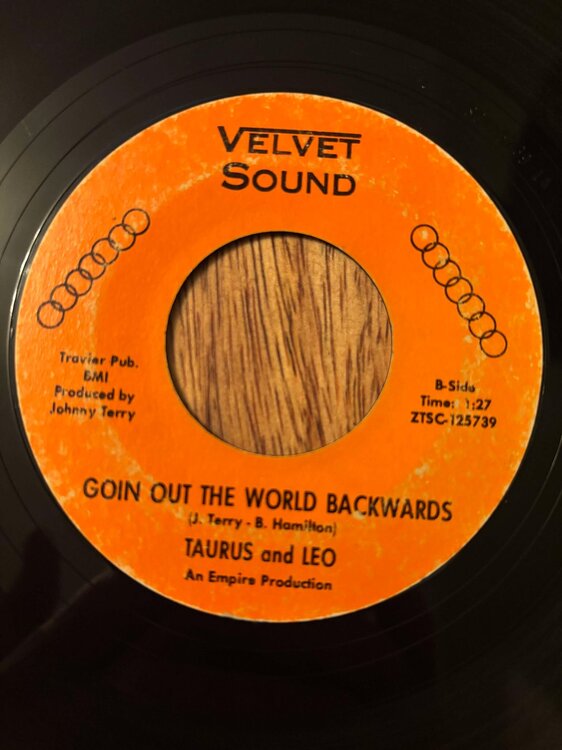 VELVET
SOUND
Travier Pub.
BMI
Produced by
Johnny Terry
B-Side
Time: 1:27
ZTSC-125739
GOIN OUT THE WORLD BACKWARDS
(J. Terry - B. Hamilton)
TAURUS and LEO
An Empire Production